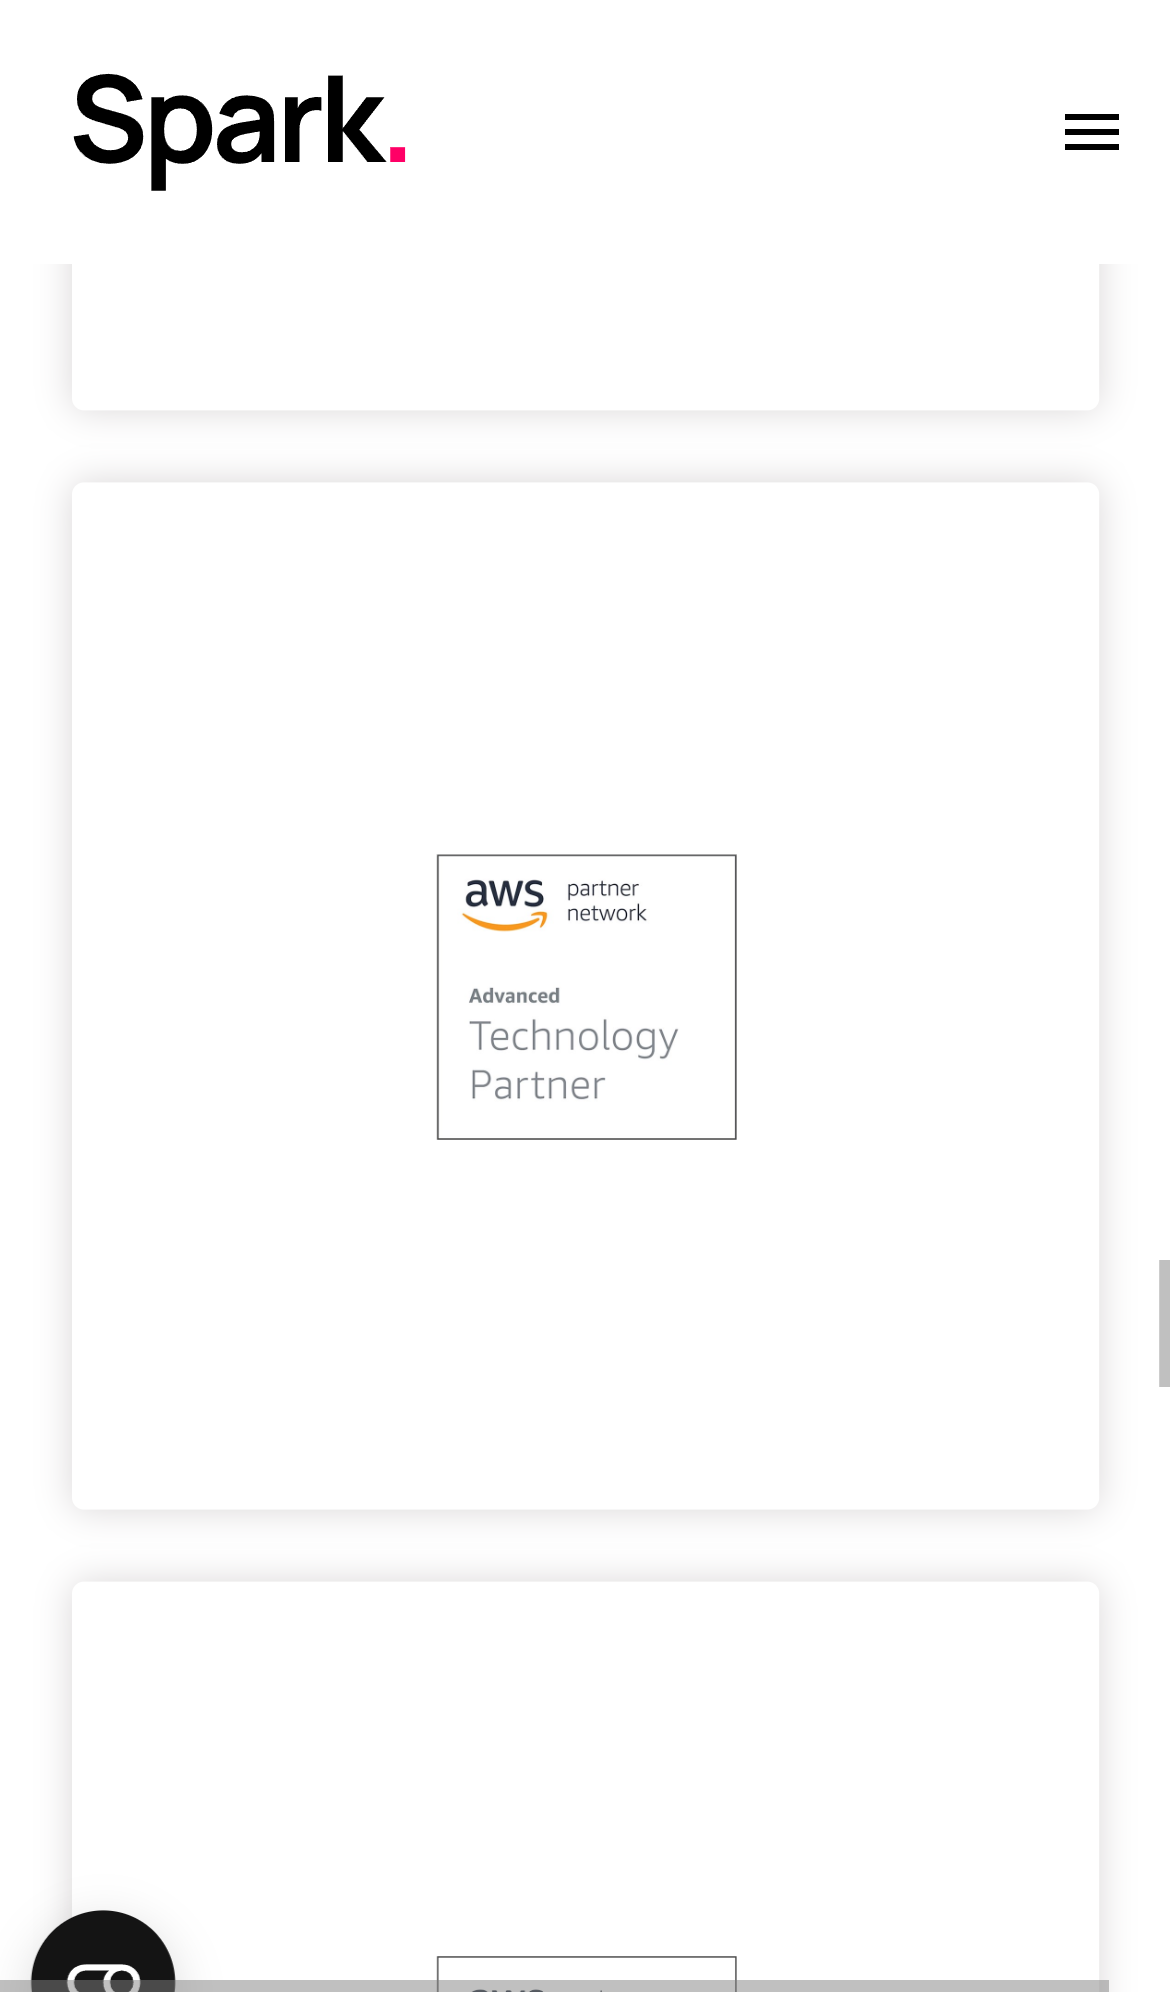 Spark.
aws partner
network
Advanced
Technology
Partner